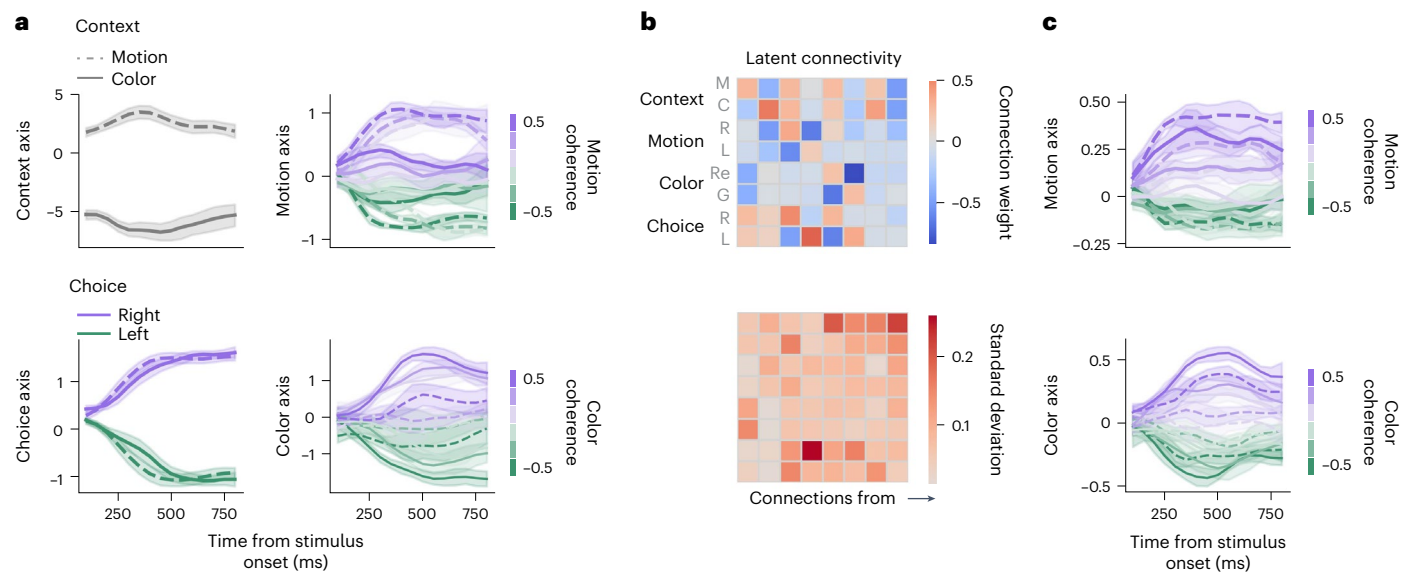 a
Context
Motion
Color
5
0
−5
Context axis
1
0
−1
Motion axis
0.5
−0.5
Motion
coherence
Choice
Right
Left
1
0
−1
Choice axis
250
500
750
1
0
−1
Color axis
250
500
750
0.5
−0.5
Color
coherence
Time from stimulus
onset (ms)
b
Latent connectivity
Context
M
C
Motion
R
L
Color
Re
G
Choice
R
L
0.5
0
−0.5
Connection weight
0.2
0.1
Standard deviation
Connections from →
c
0.50
0.25
0
−0.25
Motion axis
0.5
−0.5
Motion
coherence
0.5
0
−0.5
Color axis
250
500
750
0.5
−0.5
Color
coherence
Time from stimulus
onset (ms)